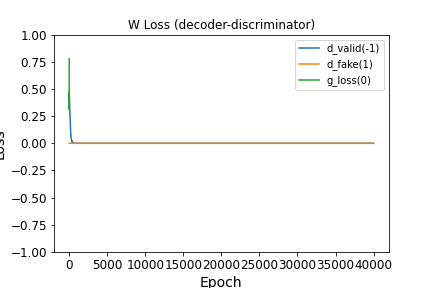 W Loss (decoder-discriminator)
1.00
0.75
0.50
0.25
0.00
-0.25
-0.50
-0.75
-1.00
d_valid(-1)
d_fake(1)
g_loss(0)
Loss
0 5000 10000 15000 20000 25000 30000 35000 40000
Epoch